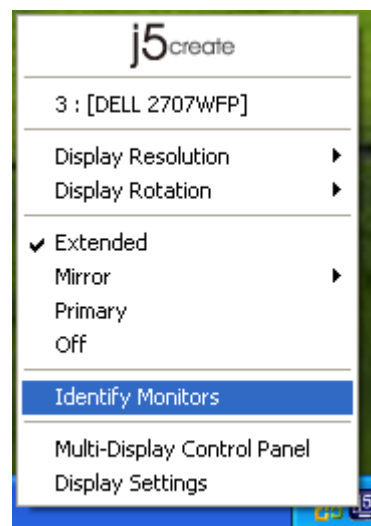 j5create
3 : [DELL 2707WFP]
Display Resolution
Display Rotation
Extended
Mirror
Primary
Off
Identify Monitors
Multi-Display Control Panel
Display Settings